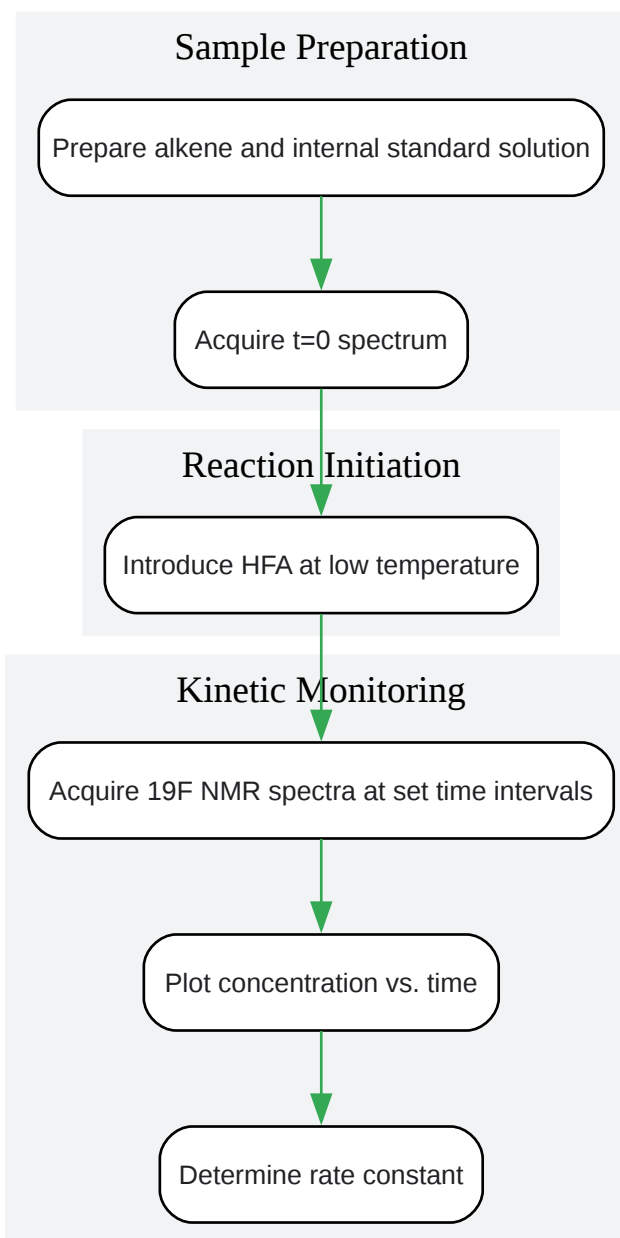 Sample Preparation
Prepare alkene and internal standard solution
Acquire t=0 spectrum
Reaction Initiation
Introduce HFA at low temperature
Kinetic Monitoring
Acquire 19F NMR spectra at set time intervals
Plot concentration vs. time
Determine rate constant